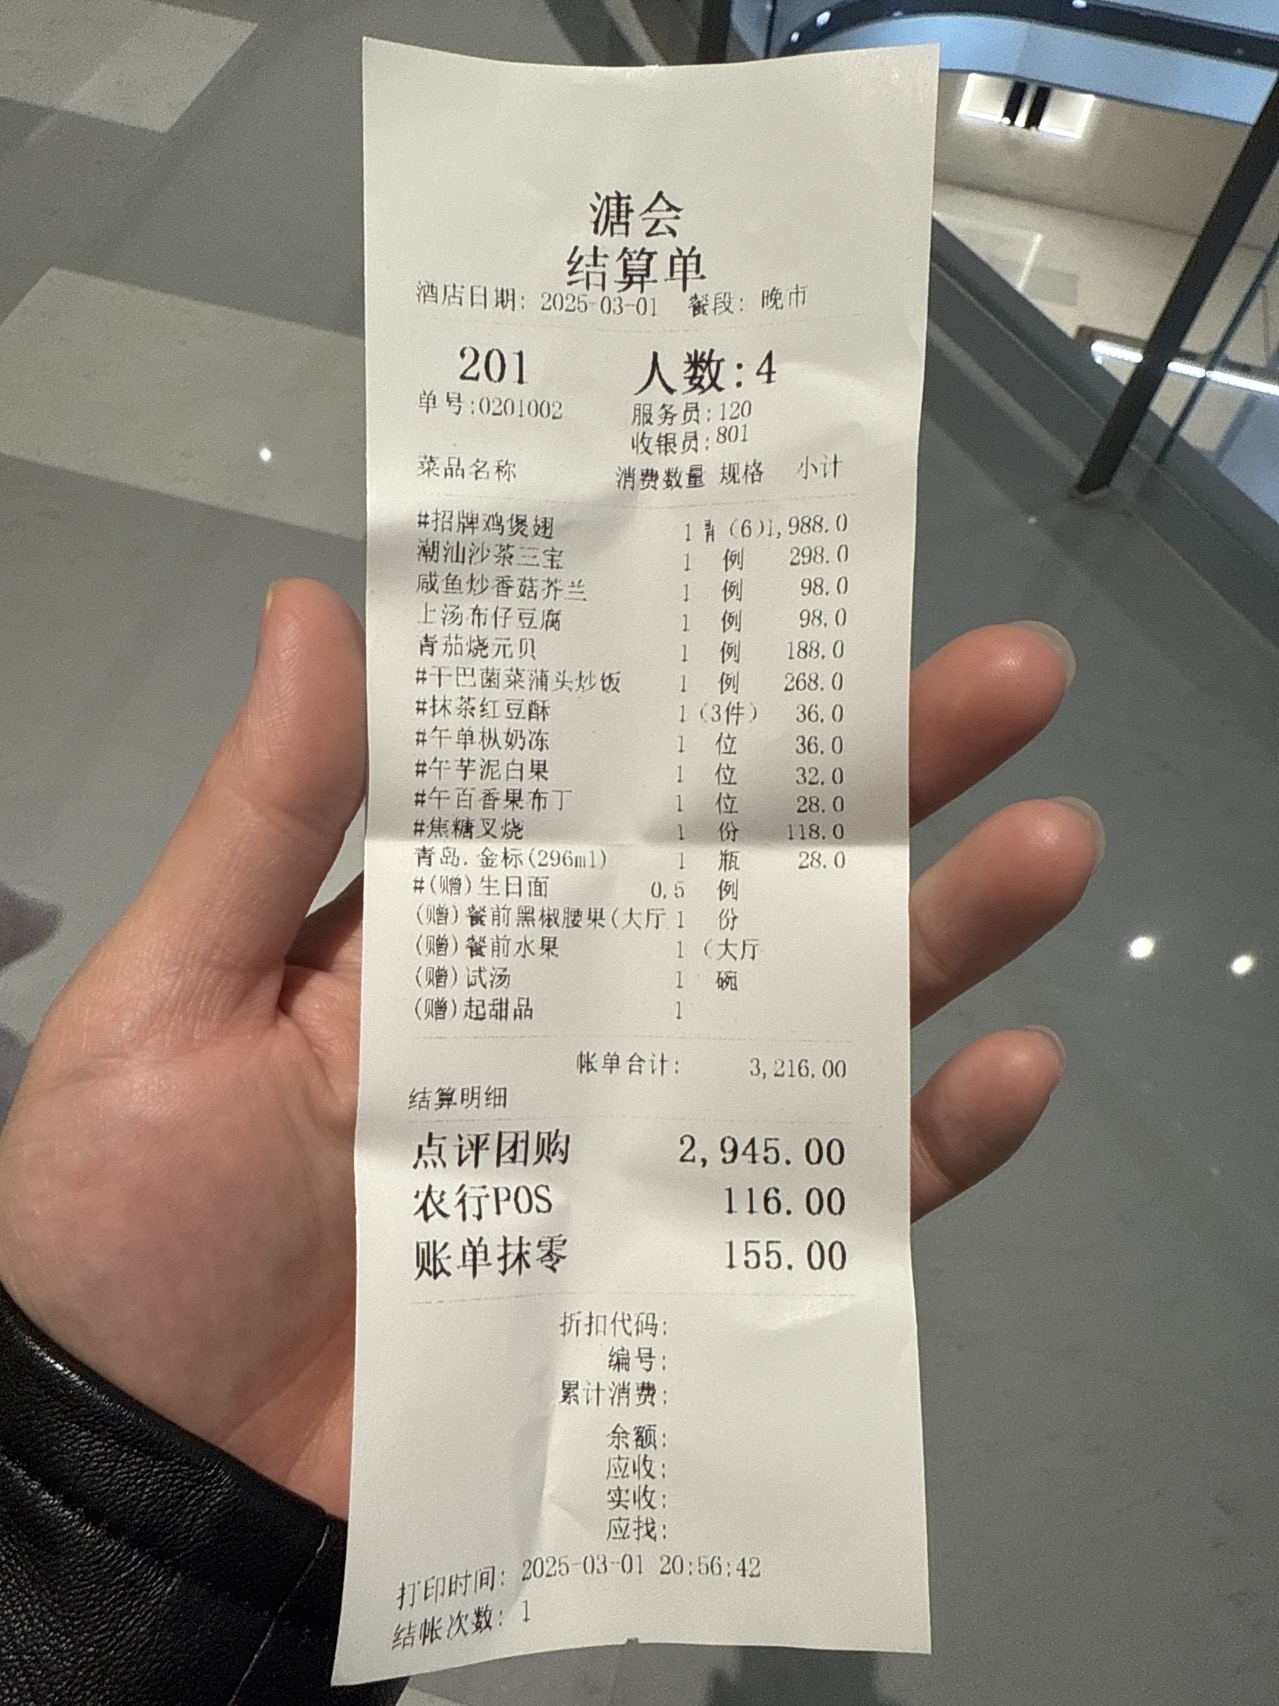 溏会
结算单
酒店日期: 2025-03-01 餐段: 晚市
201 人数:4
单号:0201002 服务员:120
收银员:801
菜品名称 消费数量 规格 小计
#招牌鸡煲翅 1 (6)1,988.0
潮汕沙茶三宝 1 例 298.0
咸鱼炒香菇芥兰 1 例 98.0
上汤布仔豆腐 1 例 98.0
青茄烧元贝 1 例 188.0
#干巴菌菜蒲头炒饭 1 例 268.0
#抹茶红豆酥 1 (3件) 36.0
#午单枞奶冻 1 位 36.0
#午芋泥白果 1 位 32.0
#午百香果布丁 1 位 28.0
#焦糖叉烧 1 份 118.0
青岛.金标(296ml) 1 瓶 28.0
#(赠)生日面 0.5 例
(赠)餐前黑椒腰果(大厅 1 份
(赠)餐前水果 1 (大厅
(赠)试汤 1 碗
(赠)起甜品 1
帐单合计: 3,216.00
结算明细
点评团购 2,945.00
农行POS 116.00
账单抹零 155.00
折扣代码:
编号:
累计消费:
余额:
应收:
实收:
应找:
打印时间: 2025-03-01 20:56:42
结帐次数: 1